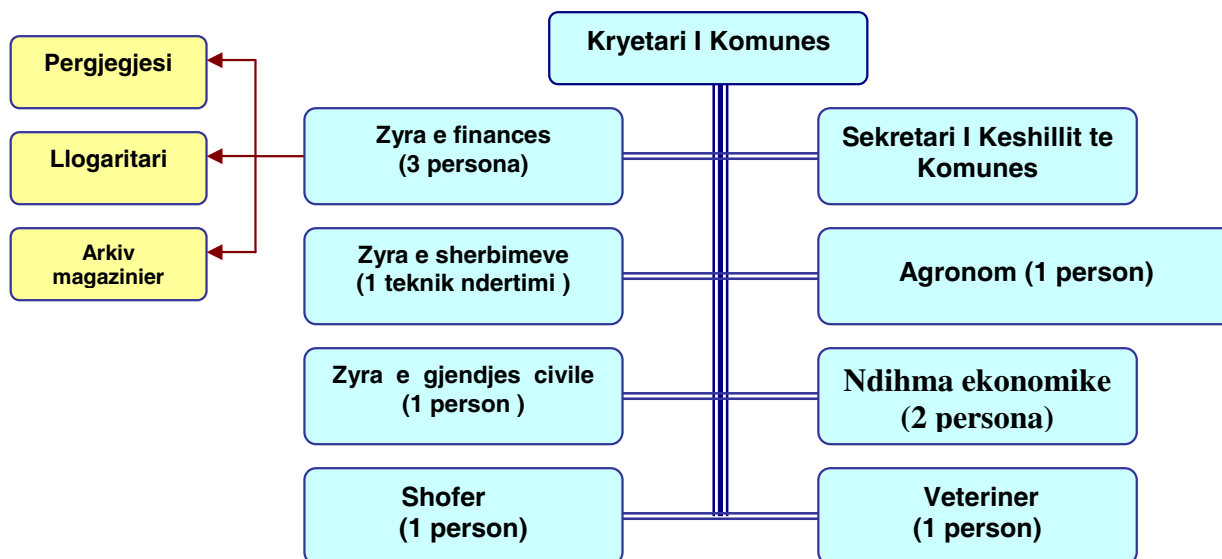 Kryetari I Komunes
Pergjegjesi
Llogaritari
Arkiv
magazinier
Zyra e finances
(3 persona)
Sekretari I Keshillit te
Komunes
Zyra e sherbimeve
(1 teknik ndertimi )
Agronom (1 person)
Zyra e gjendjes civile
(1 person )
Ndihma ekonomike
(2 persona)
Shofer
(1 person)
Veteriner
(1 person)